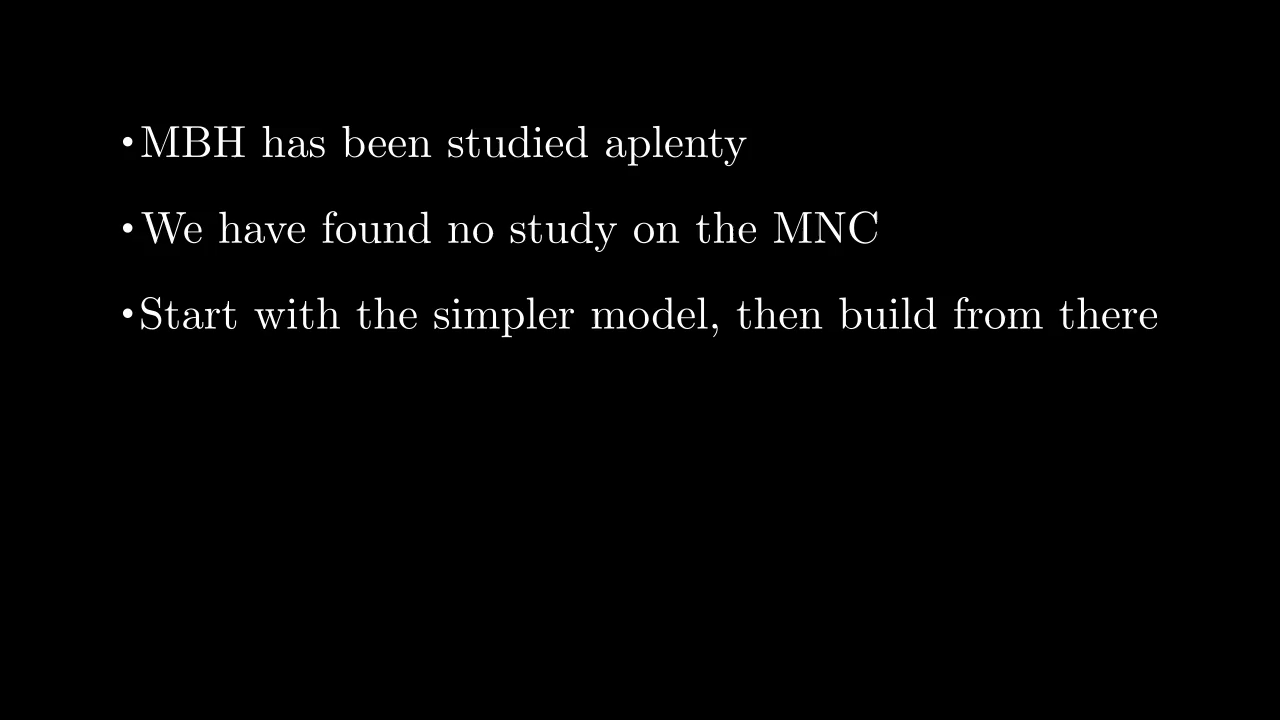 •MBH has been studied aplenty
•We have found no study on the MNC
•Start with the simpler model, then build from there